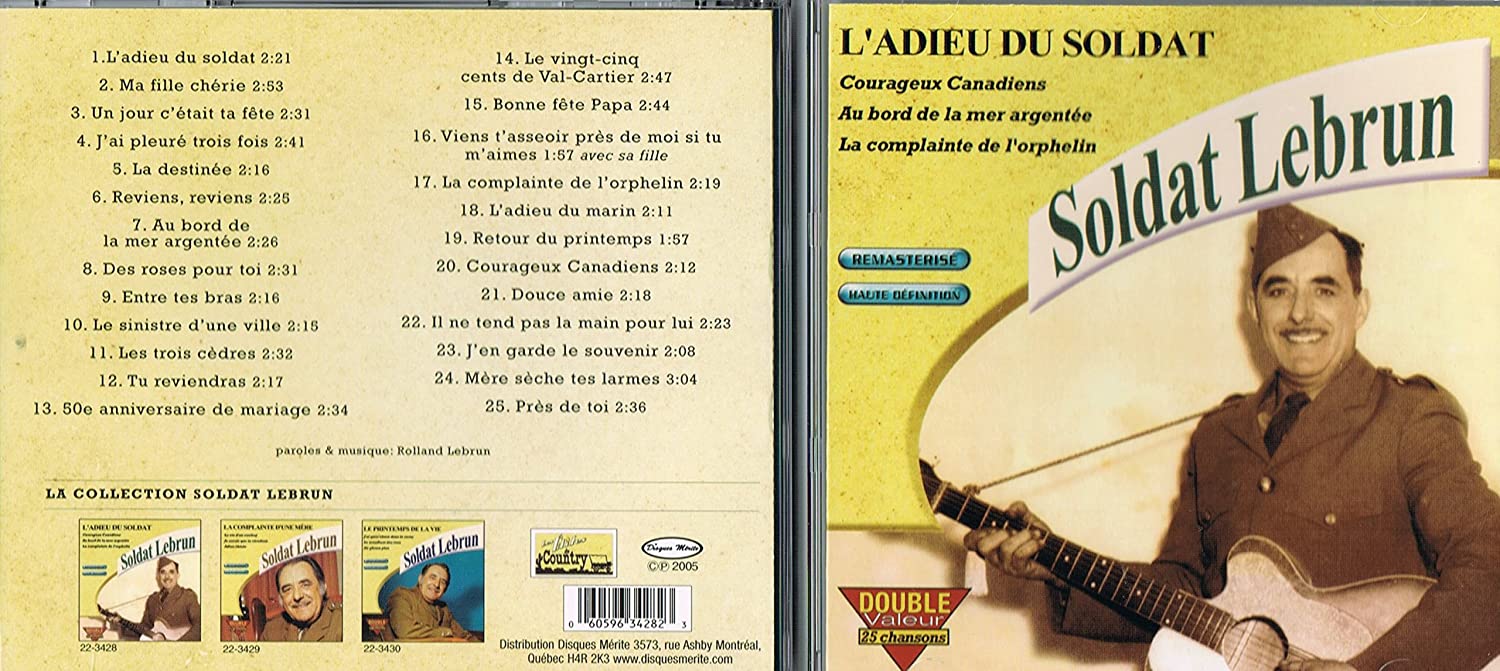 1.L'adieu du soldat 2:21
2. Ma fille chérie 2:53
3. Un jour c'était ta fête 2:31
4. J'ai pleuré trois fois 2:41
5. La destinée 2:16
6. Reviens, reviens 2:25
7. Au bord de
la mer argentée 2:26
8. Des roses pour toi 2:31
9. Entre tes bras 2:16
10. Le sinistre d'une ville 2:15
11. Les trois cèdres 2:32
12. Tu reviendras 2:17
13. 50e anniversaire de mariage 2:34
14. Le vingt-cinq
cents de Val-Cartier 2:47
15. Bonne fête Papa 2:44
16. Viens t'asseoir près de moi si tu
m'aimes 1:57 avec sa fille
17. La complainte de l'orphelin 2:19
18. L'adieu du marin 2:11
19. Retour du printemps 1:57
20. Courageux Canadiens 2:12
21. Douce amie 2:18
22. Il ne tend pas la main pour lui 2:23
23. J'en garde le souvenir 2:08
24. Mère sèche tes larmes 3:04
25. Près de toi 2:36
paroles & musique: Rolland Lebrun
LA COLLECTION SOLDAT LEBRUN
L'ADIEU DU SOLDAT
Courageux Canadiens
Au bord de la mer argentée
La complainte de l'orphelin
Soldat Lebrun
22-3428
LA COMPLAINTE D'UNE MÈRE
Soldat Lebrun
22-3429
LE PRINTEMPS DE LA VIE
Soldat Lebrun
22-3430
Country
Disques Mérite
©℗ 2005
0 60596 34282 3
Distribution Disques Mérite 3573, rue Ashby Montréal,
Québec H4R 2K3 www.disquesmerite.com
L'ADIEU DU SOLDAT
Courageux Canadiens
Au bord de la mer argentée
La complainte de l'orphelin
Soldat Lebrun
REMASTERISÉ
HAUTE DÉFINITION
DOUBLE
Valeur
25 chansons